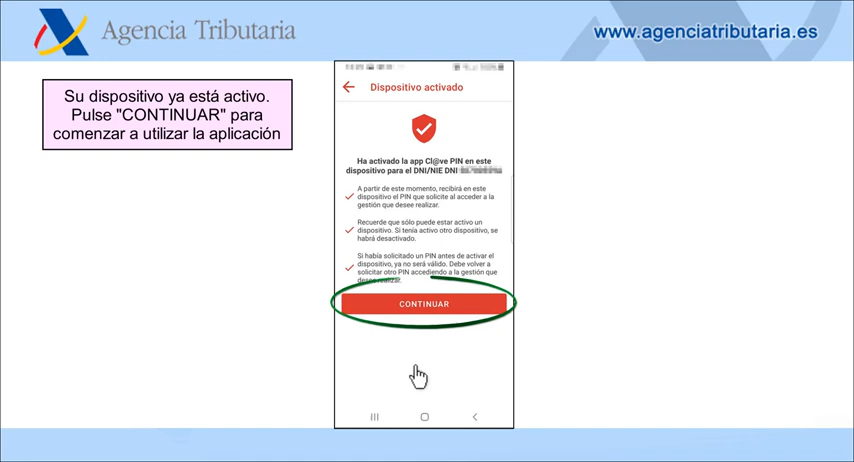 Agencia Tributaria
www.agenciatributaria.es
Su dispositivo ya está activo.
Pulse "CONTINUAR" para
comenzar a utilizar la aplicación
Dispositivo activado
Ha activado la app Cl@ve PIN en este
dispositivo para el DNI/NIE DNI
A partir de este momento, recibirá en este
dispositivo el PIN que solicite al acceder a la
gestión que desee realizar.
Recuerde que sólo puede estar activo un
dispositivo. Si tenía activo otro dispositivo, se
habrá desactivado.
Si había solicitado un PIN antes de activar el
dispositivo, ya no será válido. Debe volver a
solicitar otro PIN accediendo a la gestión que
desee realizar.
CONTINUAR